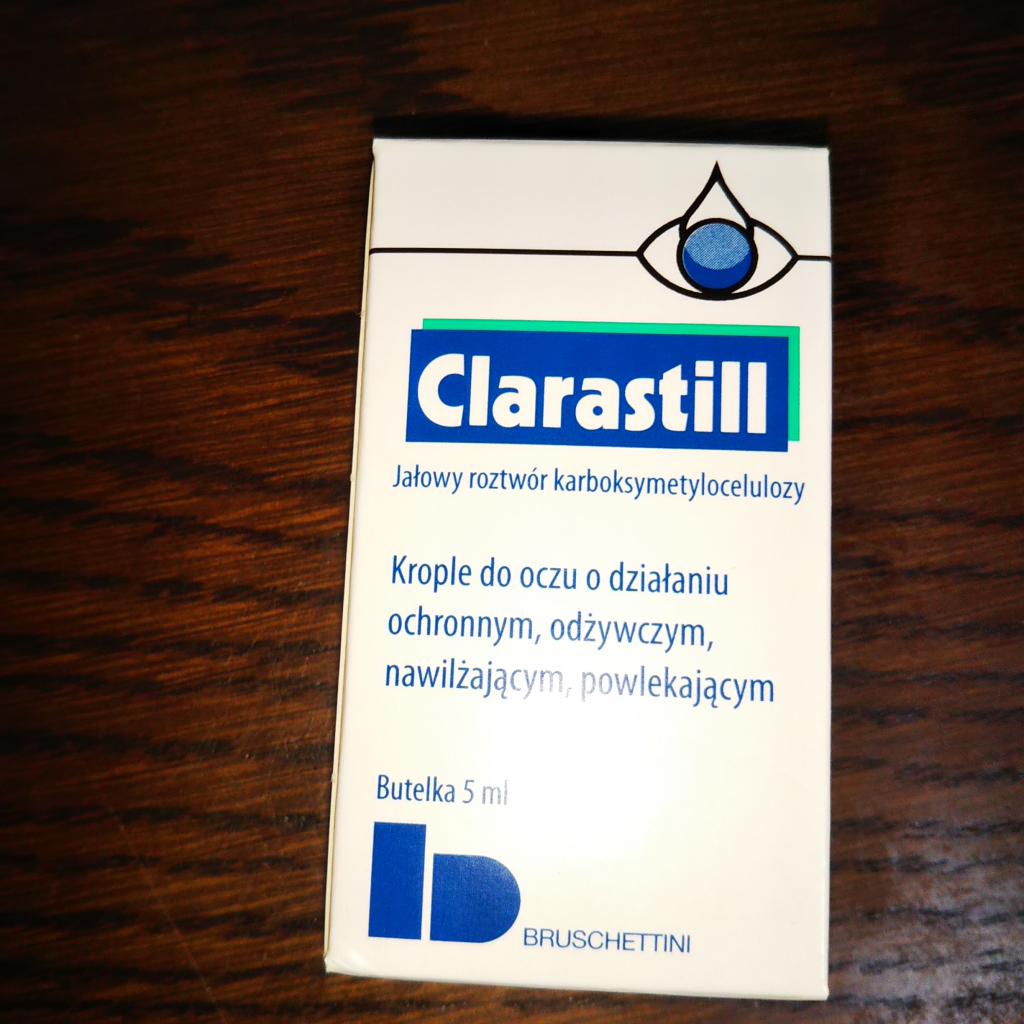 Clarastill
Jałowy roztwór karboksymetylocelulozy
Krople do oczu o działaniu
ochronnym, odżywczym,
nawilżającym, powlekającym
Butelka 5 ml
BRUSCHETTINI